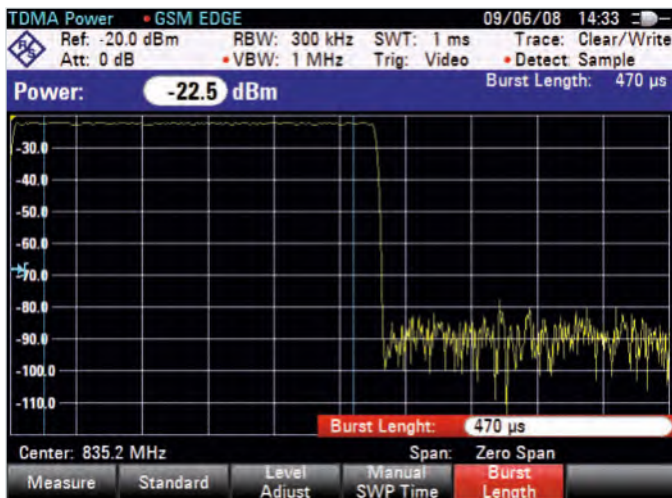 TDMA Power • GSM EDGE 09/06/08 14:33
Ref: -20.0 dBm RBW: 300 kHz SWT: 1 ms Trace: Clear/Write
Att: 0 dB • VBW: 1 MHz Trig: Video • Detect: Sample
Power: -22.5 dBm Burst Length: 470 µs
-30.0
-40.0
-50.0
-60.0
-70.0
-80.0
-90.0
-100.0
-110.0
Burst Lenght: 470 µs
Center: 835.2 MHz Span: Zero Span
Measure Standard Level Adjust Manual SWP Time Burst Length